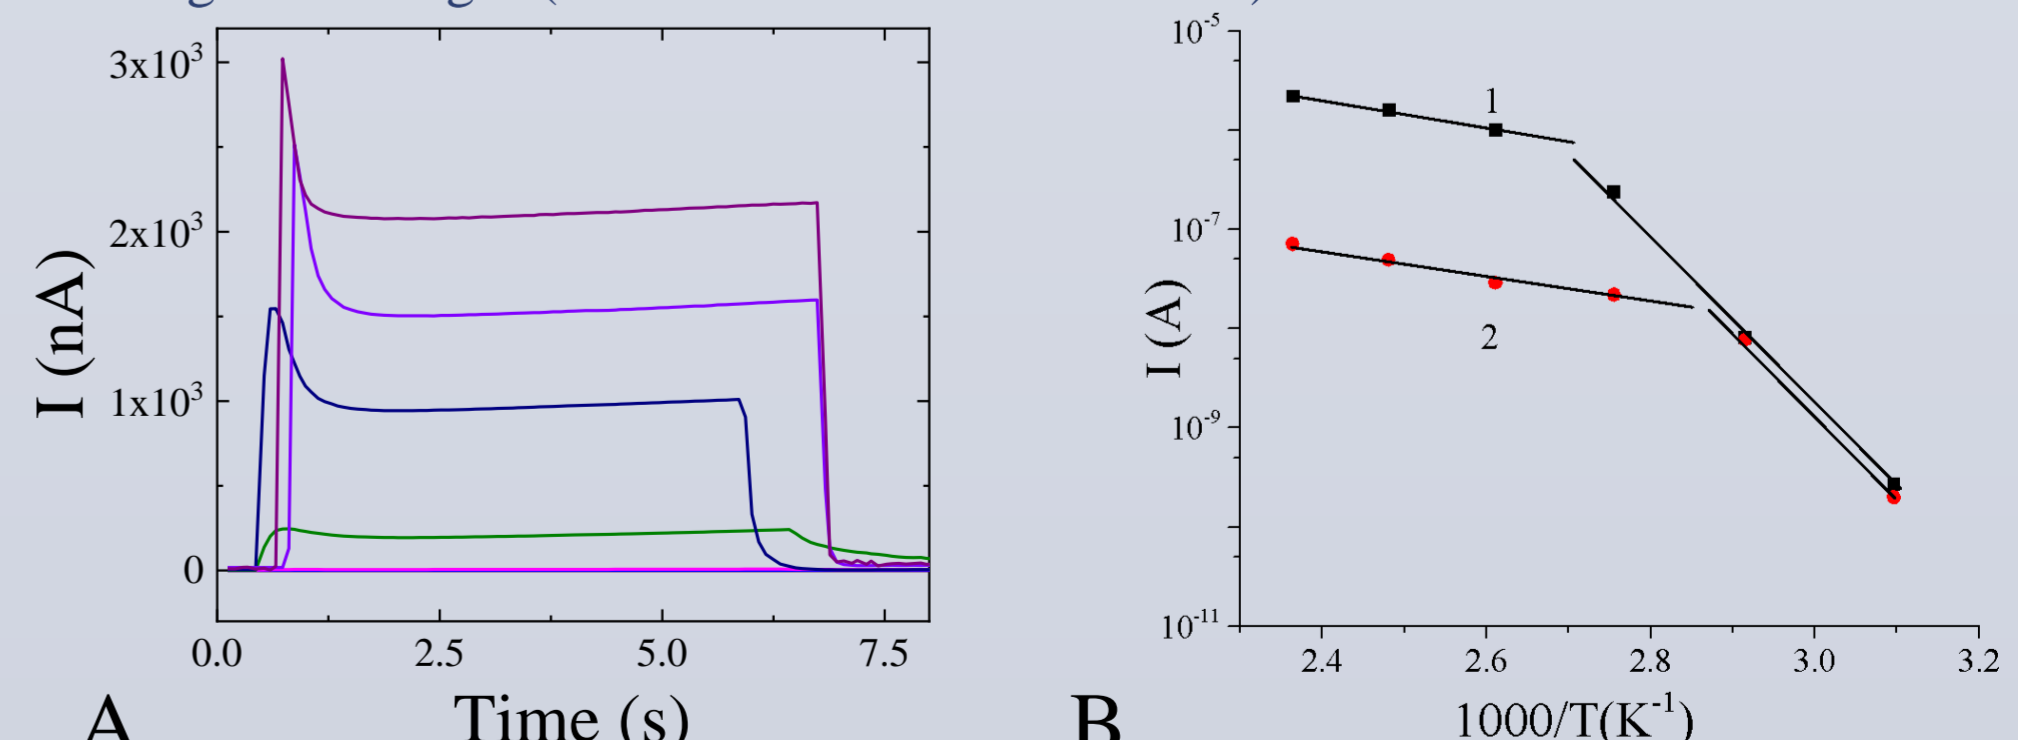 3x10³
2x10³
1x10³
0
I (nA)
0.0 2.5 5.0 7.5
Time (s)
A
10⁻⁵
10⁻⁷
10⁻⁹
10⁻¹¹
I (A)
1
2
2.4 2.6 2.8 3.0 3.2
1000/T(K⁻¹)
B